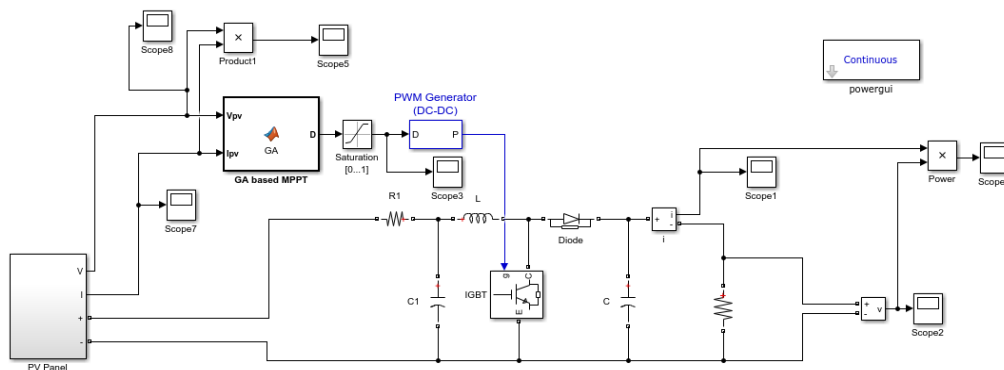 Scope8
Product1
Scope5
Continuous
powergui
PWM Generator
(DC-DC)
Vpv
Ipv
GA
D
GA based MPPT
Saturation
[0...1]
D
P
Scope3
Scope7
R1
L
Diode
i
-
+
i
Scope1
Power
Scope
V
I
+
-
PV Panel
C1
IGBT
g
C
E
C
+
-
v
Scope2